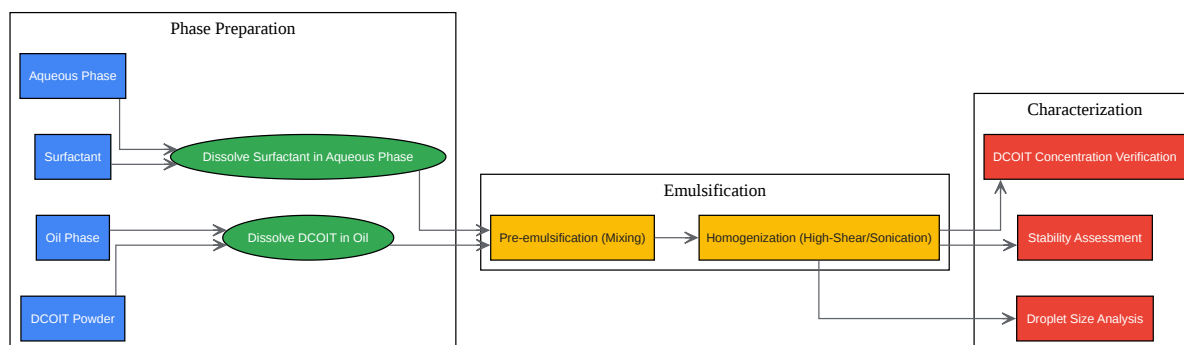 Phase Preparation
Aqueous Phase
Surfactant
Dissolve Surfactant in Aqueous Phase
Oil Phase
Dissolve DCOIT in Oil
DCOIT Powder
Emulsification
Pre-emulsification (Mixing)
Homogenization (High-Shear/Sonication)
Characterization
DCOIT Concentration Verification
Stability Assessment
Droplet Size Analysis